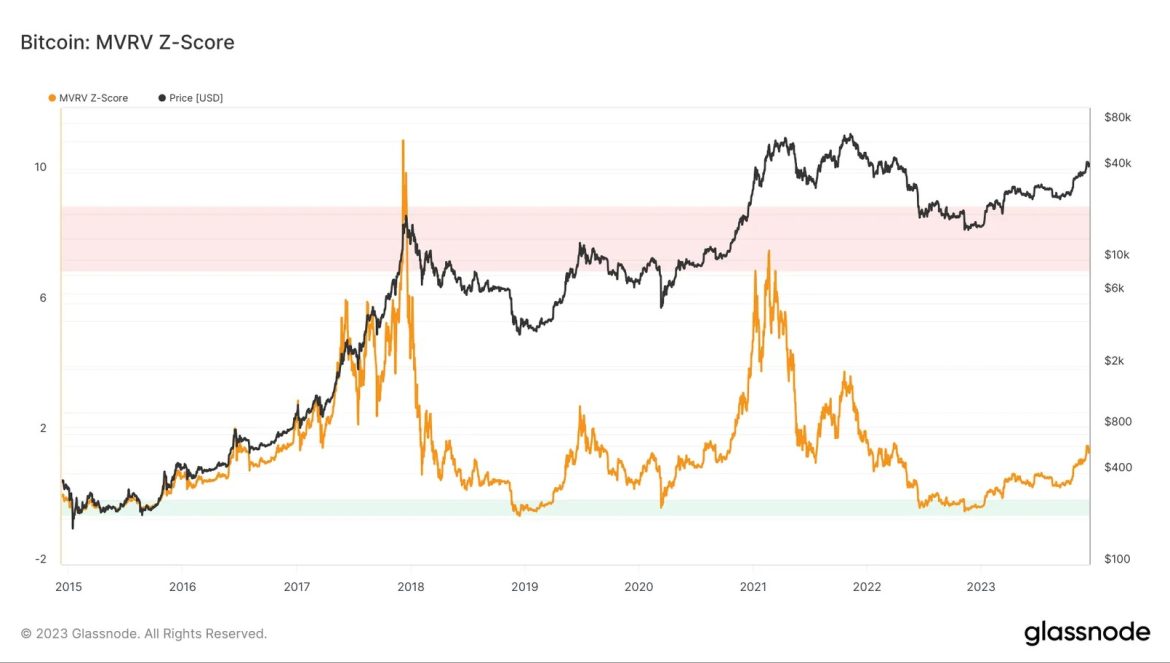 Bitcoin: MVRV Z-Score
MVRV Z-Score Price [USD]
10
6
2
-2
$80k
$40k
$10k
$6k
$2k
$800
$400
$100
2015 2016 2017 2018 2019 2020 2021 2022 2023
© 2023 Glassnode. All Rights Reserved.
glassnode